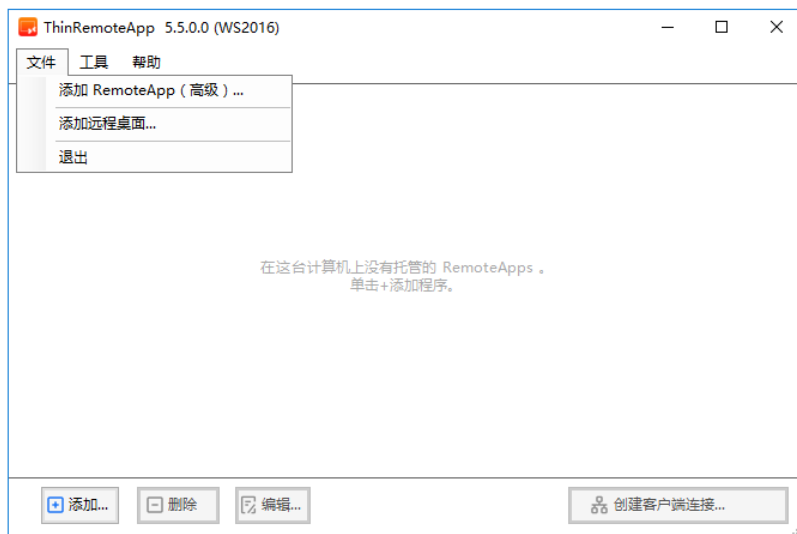 ThinRemoteApp 5.5.0.0 (WS2016)
文件 工具 帮助
添加 RemoteApp（高级）...
添加远程桌面...
退出
在这台计算机上没有托管的 RemoteApps 。
单击+添加程序。
添加... 删除 编辑... 创建客户端连接...